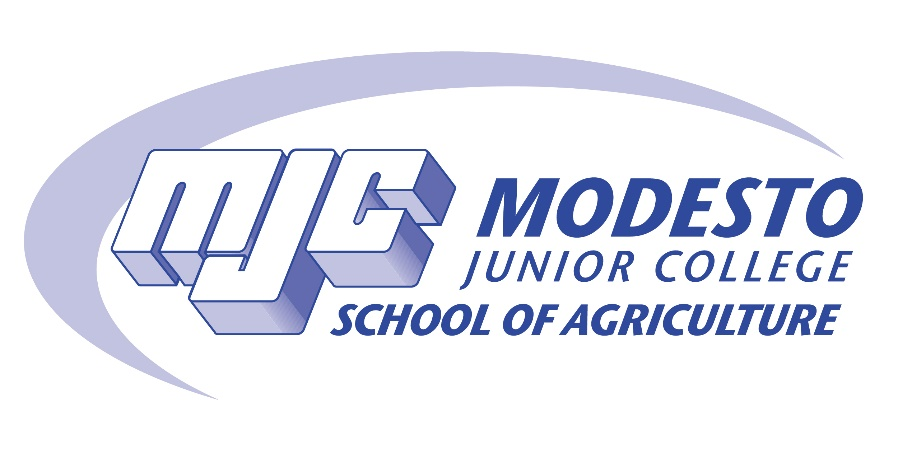 MJC
MODESTO
JUNIOR COLLEGE
SCHOOL OF AGRICULTURE